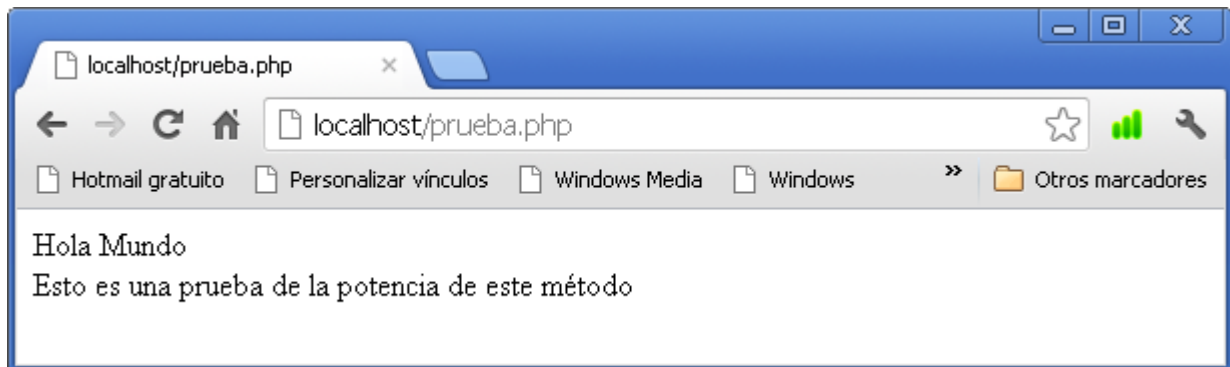 localhost/prueba.php
localhost/prueba.php
Hotmail gratuito Personalizar vínculos Windows Media Windows » Otros marcadores
Hola Mundo
Esto es una prueba de la potencia de este método